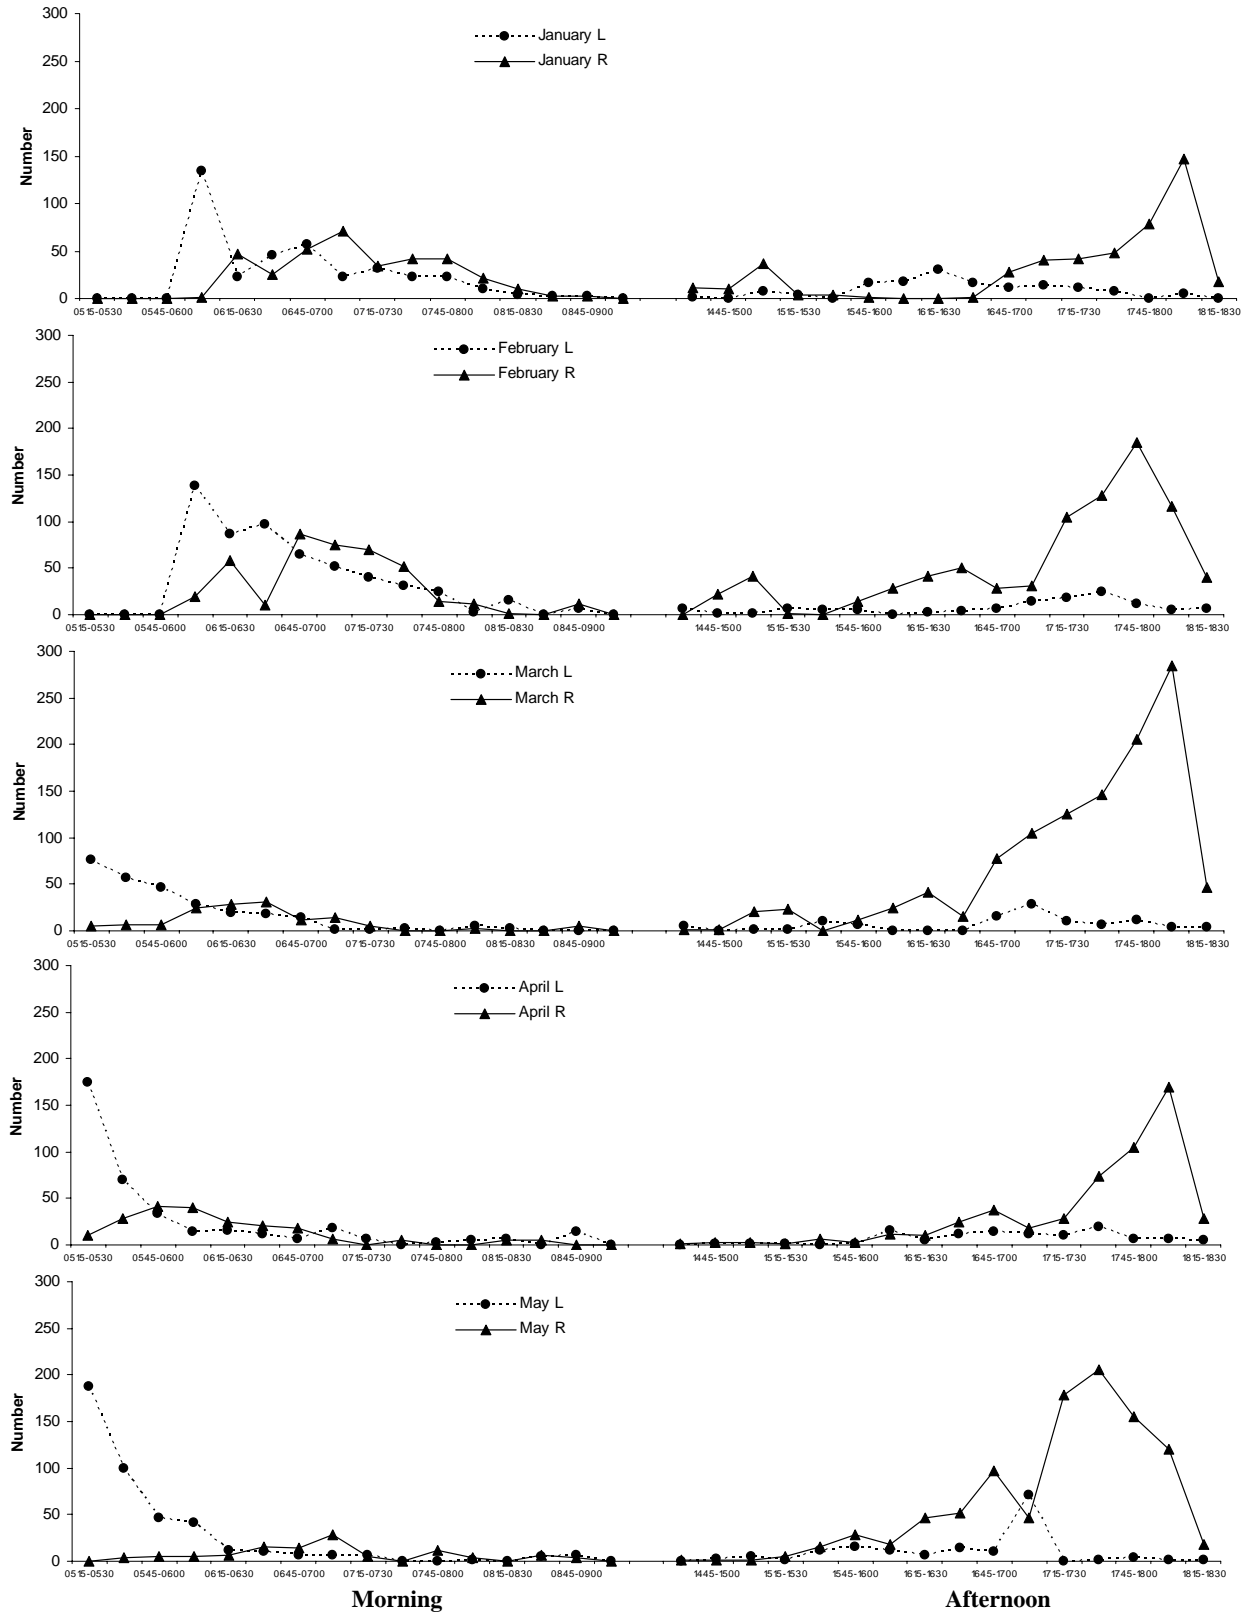 300
250
200
150
100
50
0
Number
January L
January R
0515-0530 0545-0600 0615-0630 0645-0700 0715-0730 0745-0800 0815-0830 0845-0900 1445-1500 1515-1530 1545-1600 1615-1630 1645-1700 1715-1730 1745-1800 1815-1830
300
250
200
150
100
50
0
Number
February L
February R
0515-0530 0545-0600 0615-0630 0645-0700 0715-0730 0745-0800 0815-0830 0845-0900 1445-1500 1515-1530 1545-1600 1615-1630 1645-1700 1715-1730 1745-1800 1815-1830
300
250
200
150
100
50
0
Number
March L
March R
0515-0530 0545-0600 0615-0630 0645-0700 0715-0730 0745-0800 0815-0830 0845-0900 1445-1500 1515-1530 1545-1600 1615-1630 1645-1700 1715-1730 1745-1800 1815-1830
300
250
200
150
100
50
0
Number
April L
April R
0515-0530 0545-0600 0615-0630 0645-0700 0715-0730 0745-0800 0815-0830 0845-0900 1445-1500 1515-1530 1545-1600 1615-1630 1645-1700 1715-1730 1745-1800 1815-1830
300
250
200
150
100
50
0
Number
May L
May R
0515-0530 0545-0600 0615-0630 0645-0700 0715-0730 0745-0800 0815-0830 0845-0900 1445-1500 1515-1530 1545-1600 1615-1630 1645-1700 1715-1730 1745-1800 1815-1830
Morning Afternoon